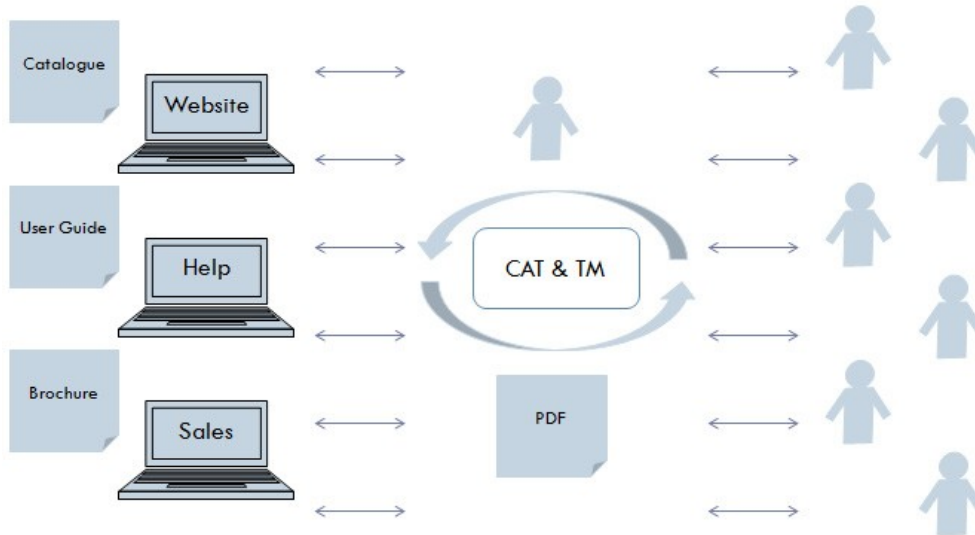 Catalogue
Website
User Guide
Help
CAT & TM
Brochure
PDF
Sales